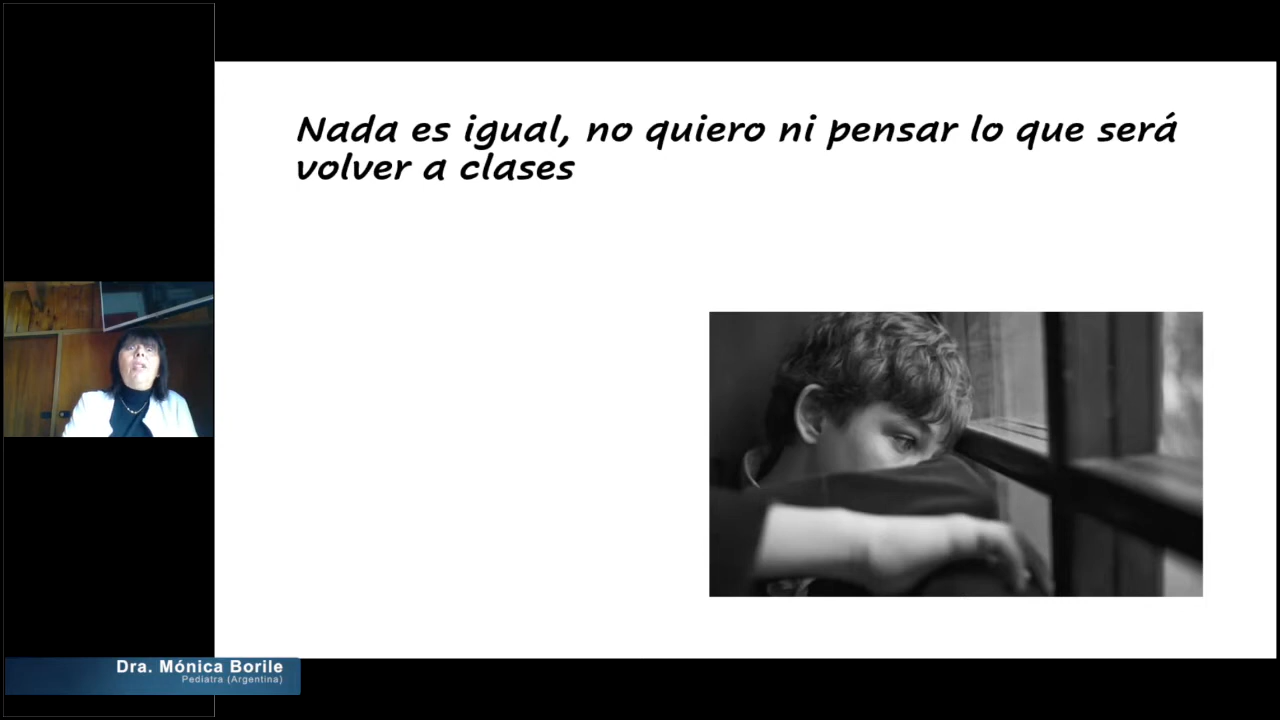 Nada es igual, no quiero ni pensar lo que será
volver a clases
Dra. Mónica Borile
Pediatra (Argentina)